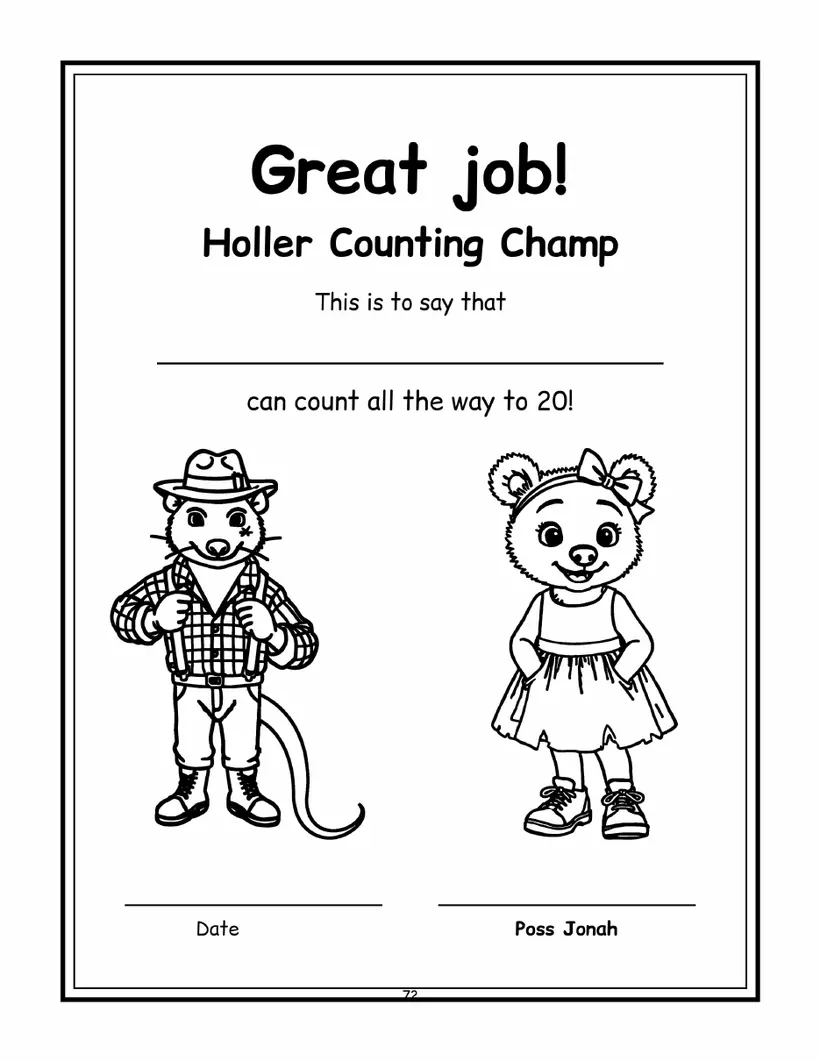 Great job!
Holler Counting Champ
This is to say that
can count all the way to 20!
Date
Poss Jonah
72